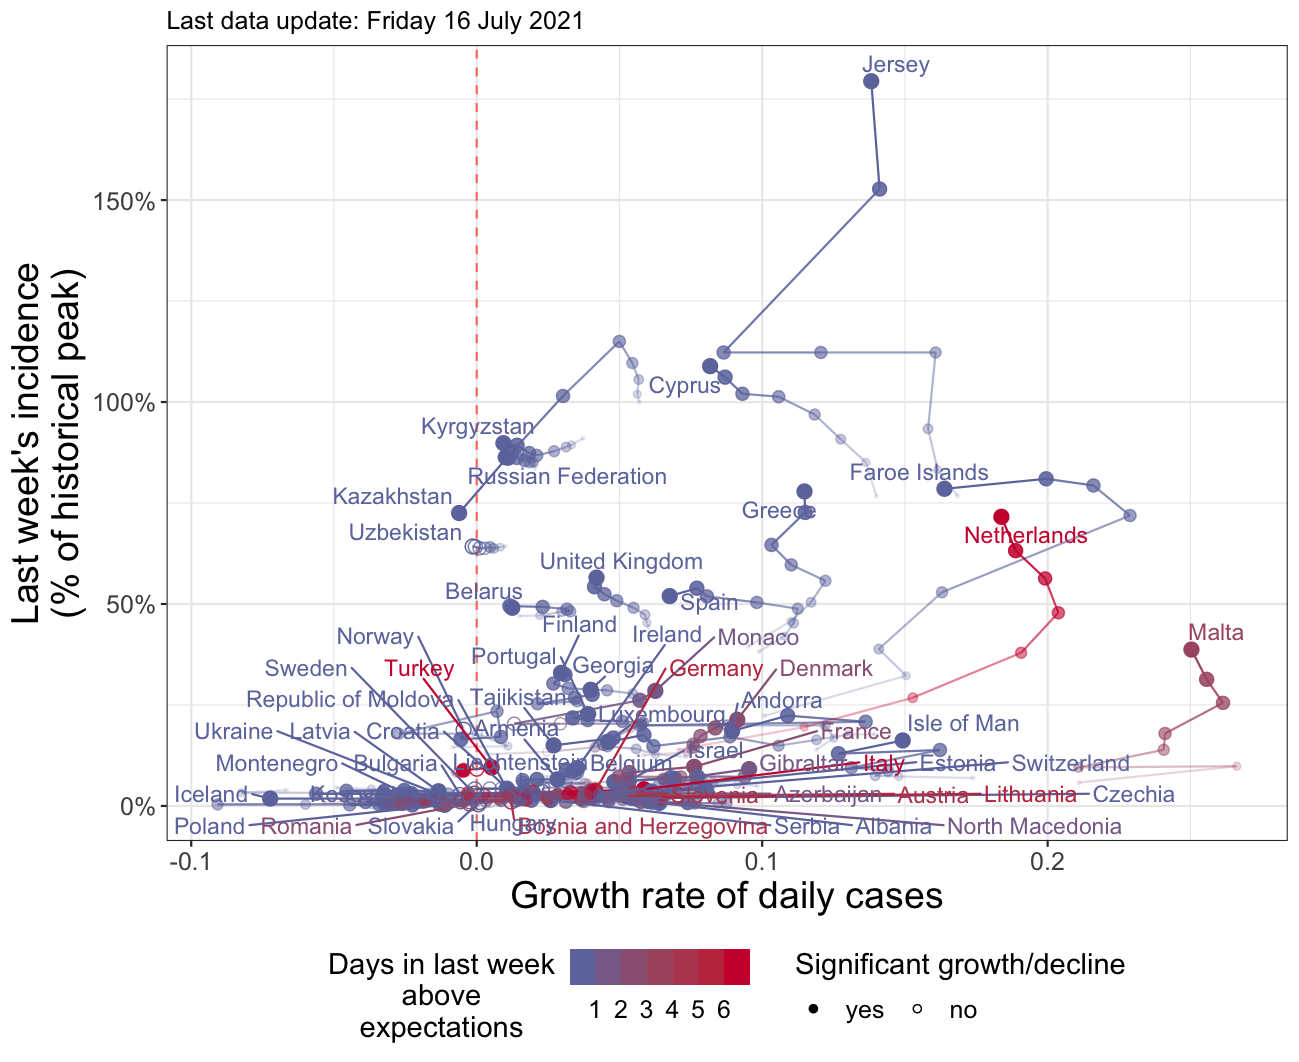 Last data update: Friday 16 July 2021
Last week's incidence
(% of historical peak)
150%
100%
50%
0%
Jersey
Cyprus
Kyrgyzstan
Russian Federation
Faroe Islands
Kazakhstan
Greece
Uzbekistan
Netherlands
United Kingdom
Belarus
Spain
Finland
Norway
Ireland
Monaco
Malta
Portugal
Georgia
Sweden
Turkey
Germany
Denmark
Republic of Moldova
Tajikistan
Andorra
Luxembourg
Ukraine
Latvia
Croatia
Armenia
France
Isle of Man
Israel
Montenegro
Bulgaria
Liechtenstein
Belgium
Gibraltar
Italy
Estonia
Switzerland
Iceland
Kosovo
Slovenia
Azerbaijan
Austria
Lithuania
Czechia
Poland
Romania
Slovakia
Hungary
Bosnia and Herzegovina
Serbia
Albania
North Macedonia
-0.1
0.0
0.1
0.2
Growth rate of daily cases
Days in last week
above
expectations
1 2 3 4 5 6
Significant growth/decline
yes
no